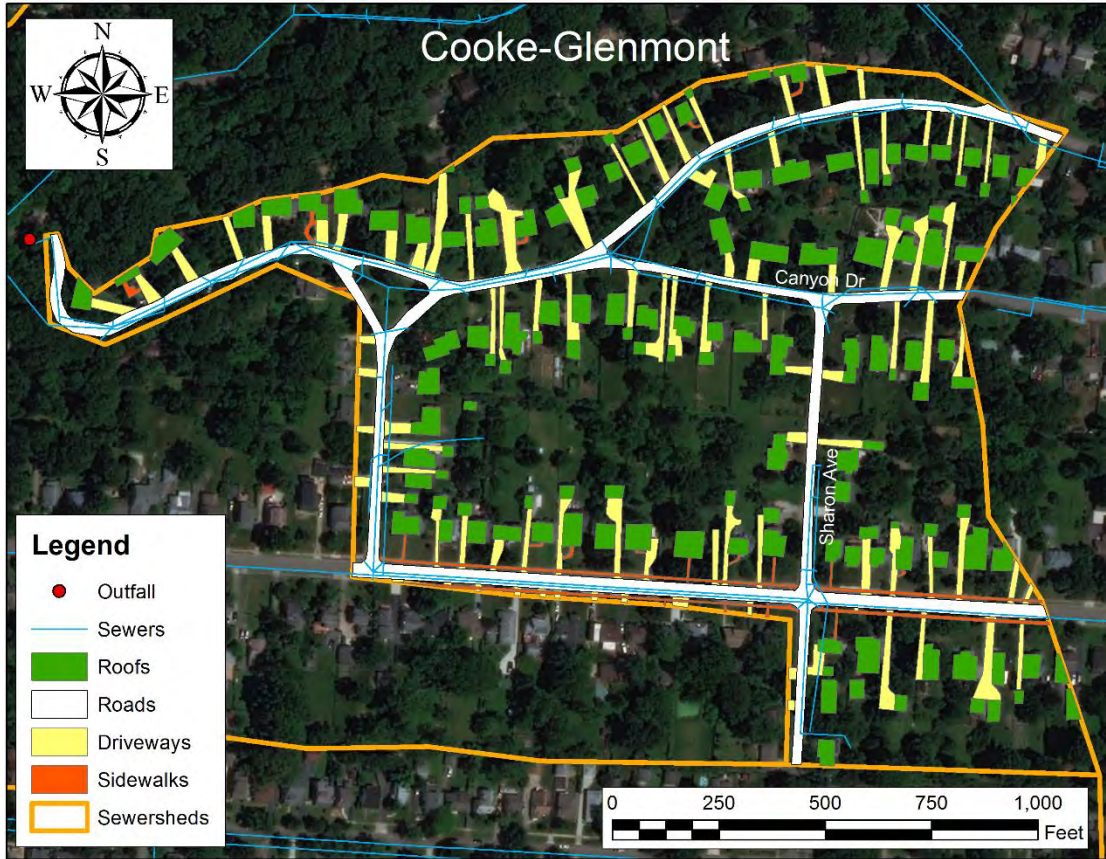 Cooke-Glenmont
N
W E
S
Canyon Dr
Sharon Ave
Legend
Outfall
Sewers
Roofs
Roads
Driveways
Sidewalks
Sewersheds
0 250 500 750 1,000
Feet